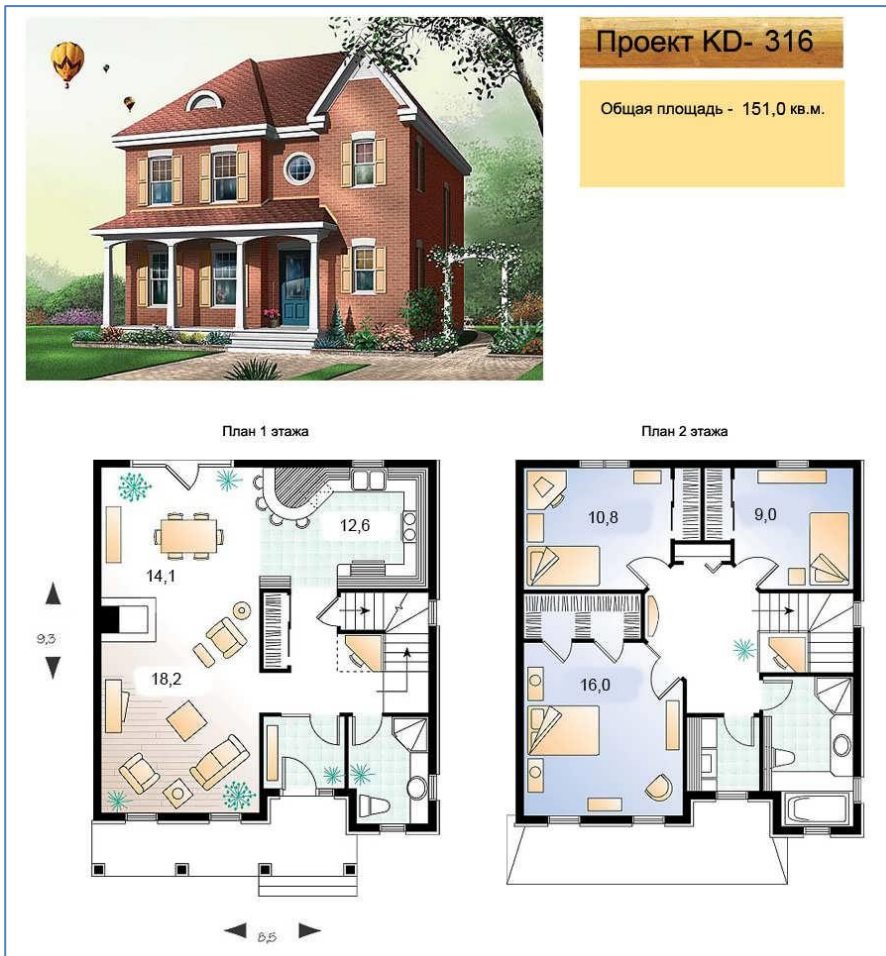 Проект KD- 316
Общая площадь - 151,0 кв.м.
План 1 этажа
План 2 этажа
12,6
14,1
18,2
9,3
8,5
10,8
9,0
16,0